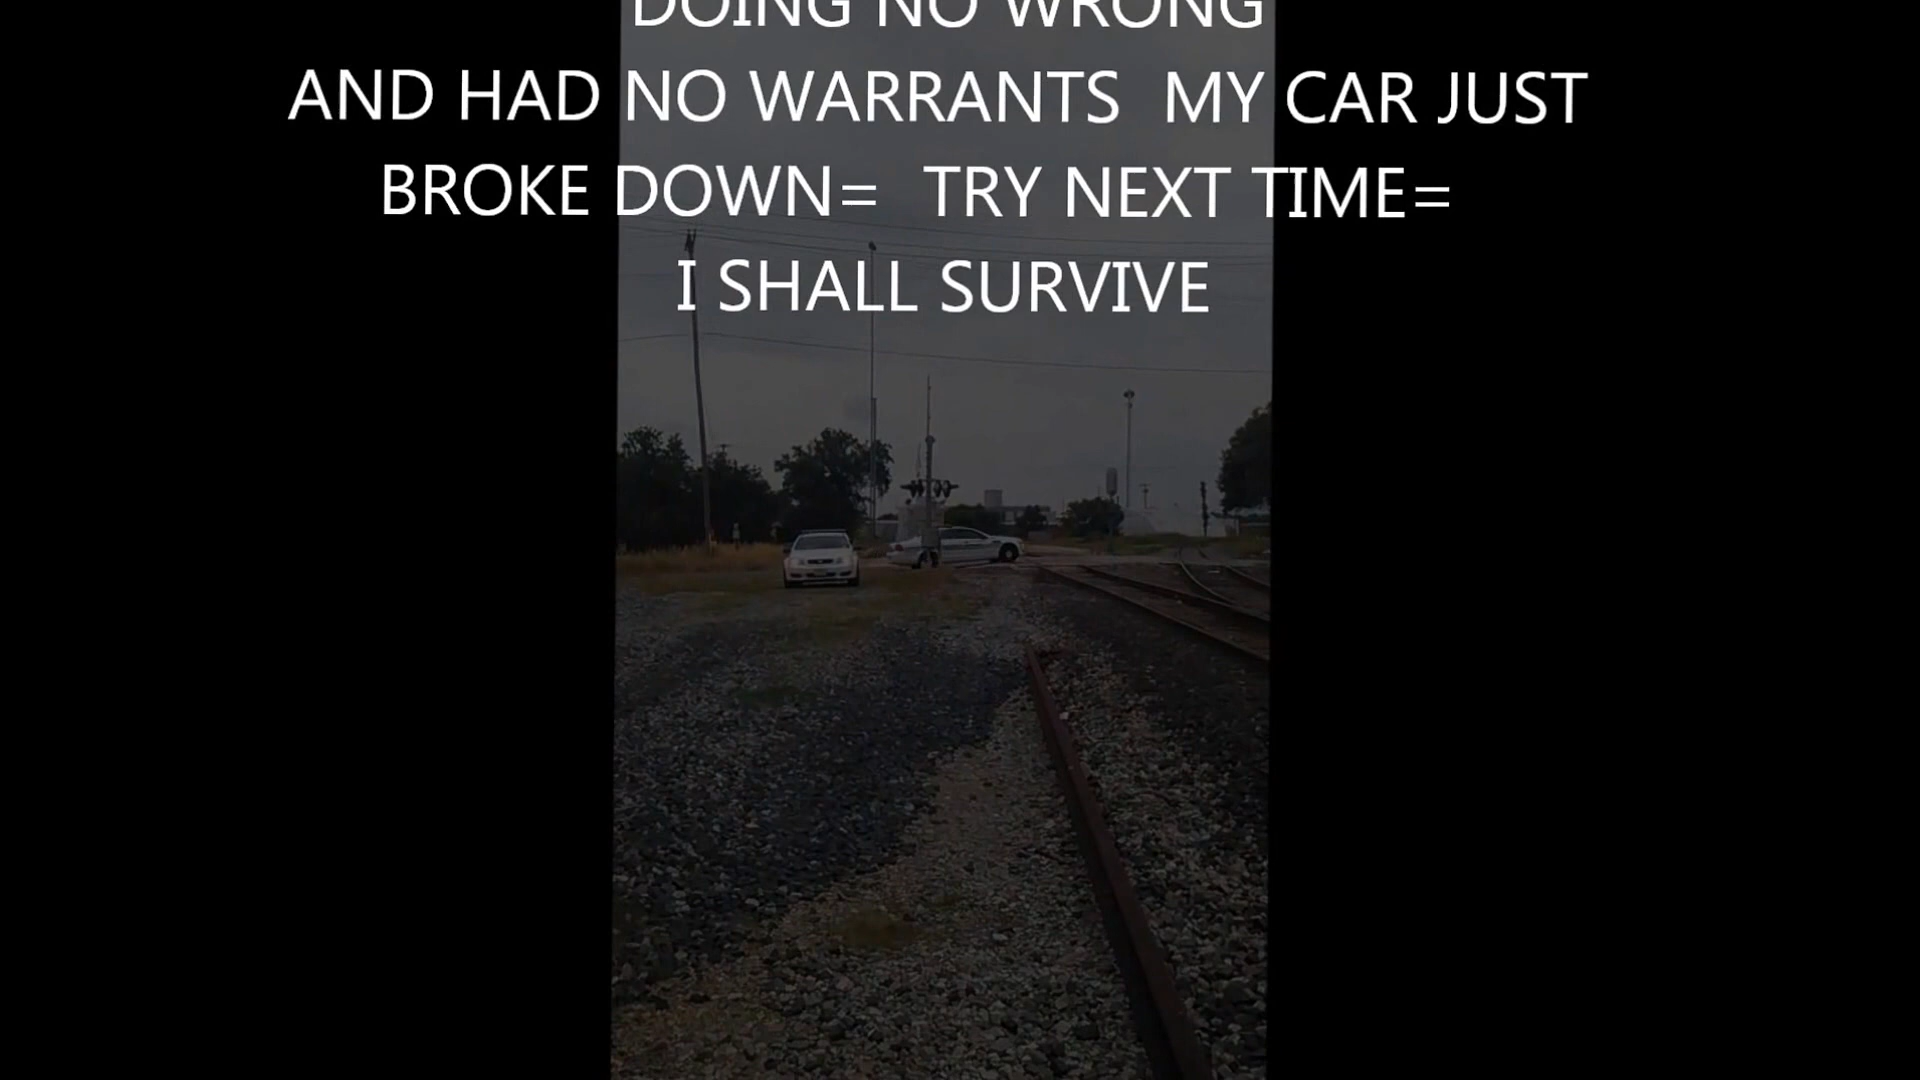 DOING NO WRONG
AND HAD NO WARRANTS  MY CAR JUST
BROKE DOWN=  TRY NEXT TIME=
I SHALL SURVIVE